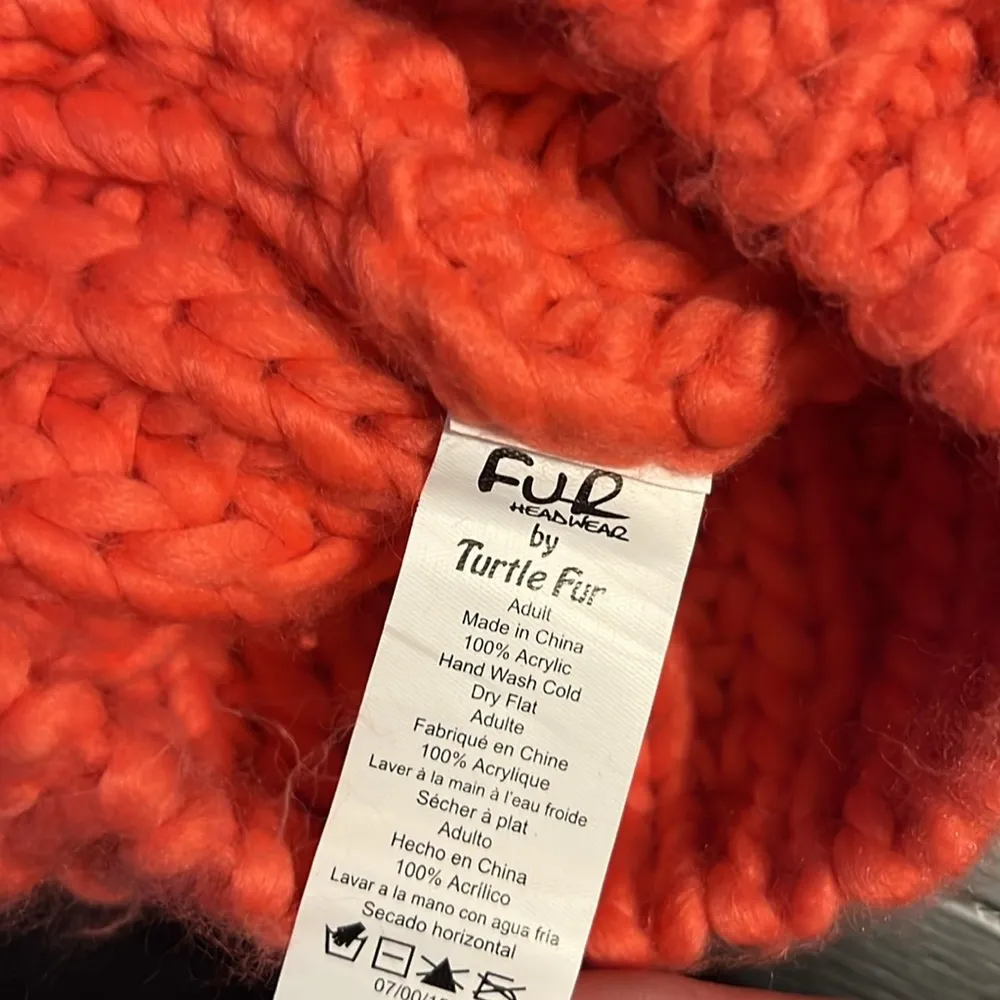 FU-R
HEADWEAR
by
Turtle Fur
Adult
Made in China
100% Acrylic
Hand Wash Cold
Dry Flat
Adulte
Fabriqué en Chine
100% Acrylique
Laver à la main à l'eau froide
Sécher à plat
Adulto
Hecho en China
100% Acrílico
Lavar a la mano con agua fria
Secado horizontal